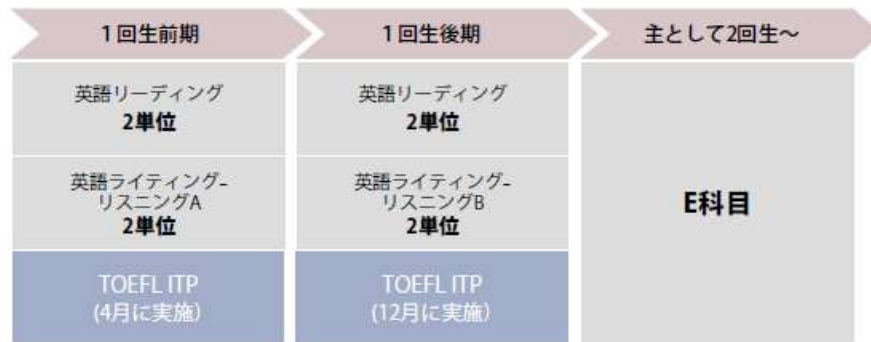 1回生前期
1回生後期
主として2回生～
英語リーディング
2単位
英語リーディング
2単位
英語ライティング-
リスニングA
2単位
英語ライティング-
リスニングB
2単位
E科目
TOEFL ITP
(4月に実施)
TOEFL ITP
(12月に実施)